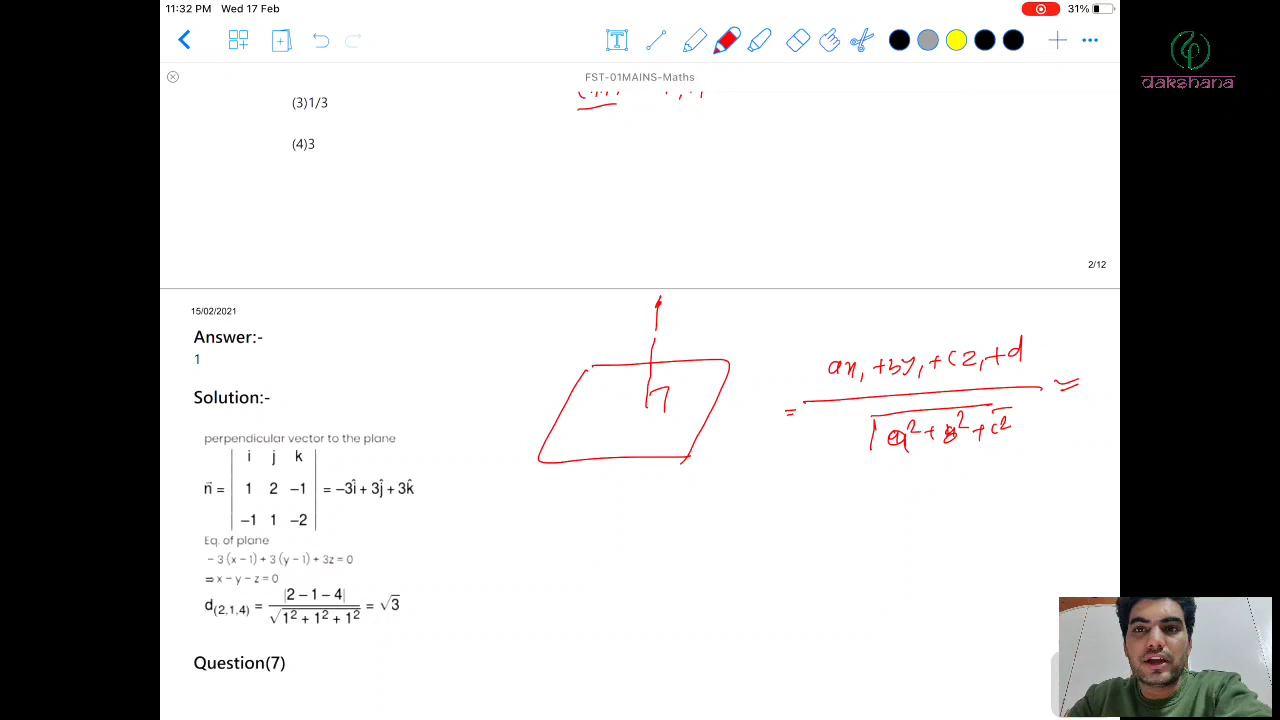 11:32 PM Wed 17 Feb
31%
dakshana
FST-01MAINS-Maths
(3)1/3
(4)3
2/12
15/02/2021
Answer:-
1
Solution:-
perpendicular vector to the plane
n⃗ = | i j k |
| 1 2 −1 | = −3î + 3ĵ + 3k̂
| −1 1 −2 |
Eq. of plane
−3(x−1)+3(y−1)+3z=0
⇒x−y−z=0
d(2,1,4) = |2−1−4| / √(1²+1²+1²) = √3
Question(7)
= (ax₁+by₁+cz₁+d) / √(a²+b²+c²) =